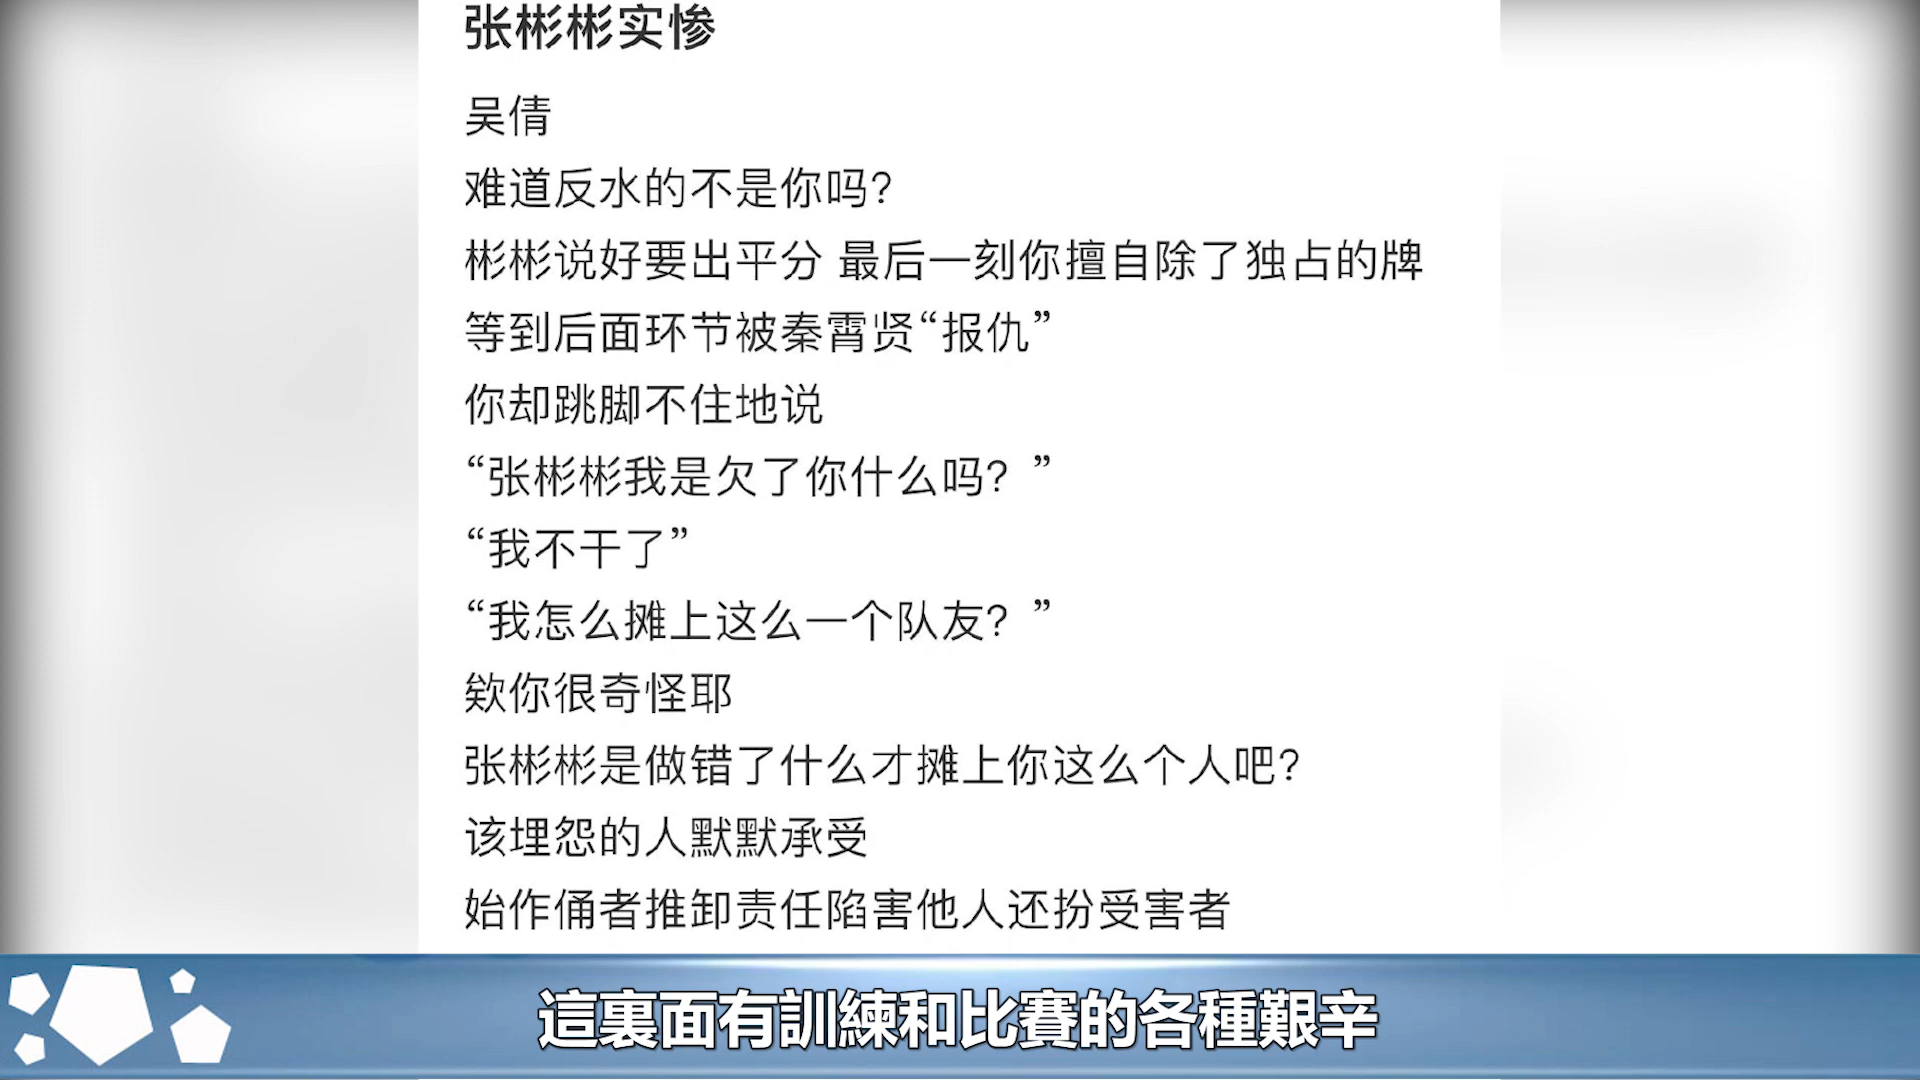 张彬彬实惨
吴倩
难道反水的不是你吗?
彬彬说好要出平分 最后一刻你擅自除了独占的牌
等到后面环节被秦霄贤“报仇”
你却跳脚不住地说
“张彬彬我是欠了你什么吗？”
“我不干了”
“我怎么摊上这么一个队友？”
欸你很奇怪耶
张彬彬是做错了什么才摊上你这么个人吧?
该埋怨的人默默承受
始作俑者推卸责任陷害他人还扮受害者
這裏面有訓練和比賽的各種艱辛